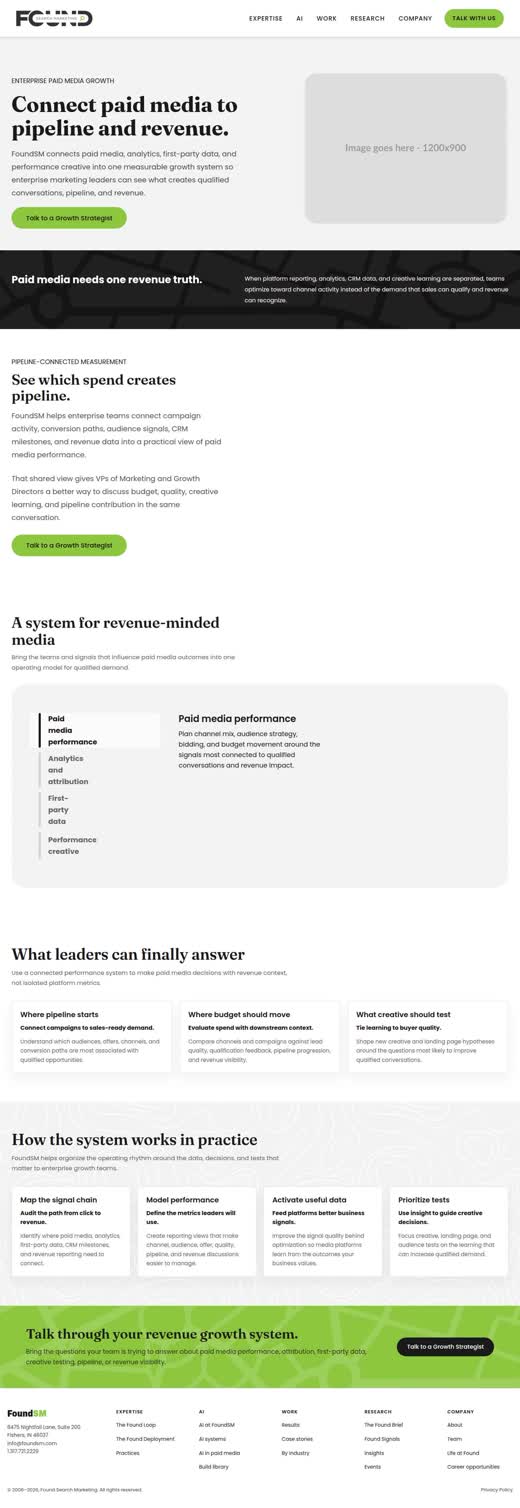 FOUND
SEARCH MARKETING
EXPERTISE AI WORK RESEARCH COMPANY TALK WITH US
ENTERPRISE PAID MEDIA GROWTH
Connect paid media to
pipeline and revenue.
FoundSM connects paid media, analytics, first-party data, and
performance creative into one measurable growth system so
enterprise marketing leaders can see what creates qualified
conversations, pipeline, and revenue.
Talk to a Growth Strategist
Image goes here - 1200x900
Paid media needs one revenue truth.
When platform reporting, analytics, CRM data, and creative learning are separated, teams
optimize toward channel activity instead of the demand that sales can qualify and revenue
can recognize.
PIPELINE-CONNECTED MEASUREMENT
See which spend creates
pipeline.
FoundSM helps enterprise teams connect campaign
activity, conversion paths, audience signals, CRM
milestones, and revenue data into a practical view of paid
media performance.
That shared view gives VPs of Marketing and Growth
Directors a better way to discuss budget, quality, creative
learning, and pipeline contribution in the same
conversation.
Talk to a Growth Strategist
A system for revenue-minded
media
Bring the teams and signals that influence paid media outcomes into one
operating model for qualified demand.
Paid
media
performance
Analytics
and
attribution
First-
party
data
Performance
creative
Paid media performance
Plan channel mix, audience strategy,
bidding, and budget movement around the
signals most connected to qualified
conversations and revenue impact.
What leaders can finally answer
Use a connected performance system to make paid media decisions with revenue context,
not isolated platform metrics.
Where pipeline starts
Connect campaigns to sales-ready demand.
Understand which audiences, offers, channels, and
conversion paths are most associated with
qualified opportunities.
Where budget should move
Evaluate spend with downstream context.
Compare channels and campaigns against lead
quality, qualification feedback, pipeline progression,
and revenue visibility.
What creative should test
Tie learning to buyer quality.
Shape new creative and landing page hypotheses
around the questions most likely to improve
qualified conversations.
How the system works in practice
FoundSM helps organize the operating rhythm around the data, decisions, and tests that
matter to enterprise growth teams.
Map the signal chain
Audit the path from click to
revenue.
Identify where paid media, analytics,
first-party data, CRM milestones,
and revenue reporting need to
connect.
Model performance
Define the metrics leaders will
use.
Create reporting views that make
channel, audience, offer, quality,
pipeline, and revenue discussions
easier to manage.
Activate useful data
Feed platforms better business
signals.
Improve the signal quality behind
optimization so media platforms
learn from the outcomes your
business values.
Prioritize tests
Use insight to guide creative
decisions.
Focus creative, landing page, and
audience tests on the learning that
can increase qualified demand.
Talk through your revenue growth system.
Bring the questions your team is trying to answer about paid media performance, attribution, first-party data,
creative testing, pipeline, or revenue visibility.
Talk to a Growth Strategist
FoundSM
8475 Nightfall Lane, Suite 200
Fishers, IN 46037
info@foundsm.com
1.317.721.2229
EXPERTISE
The Found Loop
The Found Deployment
Practices
AI
AI at FoundSM
AI systems
AI in paid media
Build library
WORK
Results
Case stories
By industry
RESEARCH
The Found Brief
Found Signals
Insights
Events
COMPANY
About
Team
Life at Found
Career opportunities
© 2008–2026, Found Search Marketing. All rights reserved.
Privacy Policy